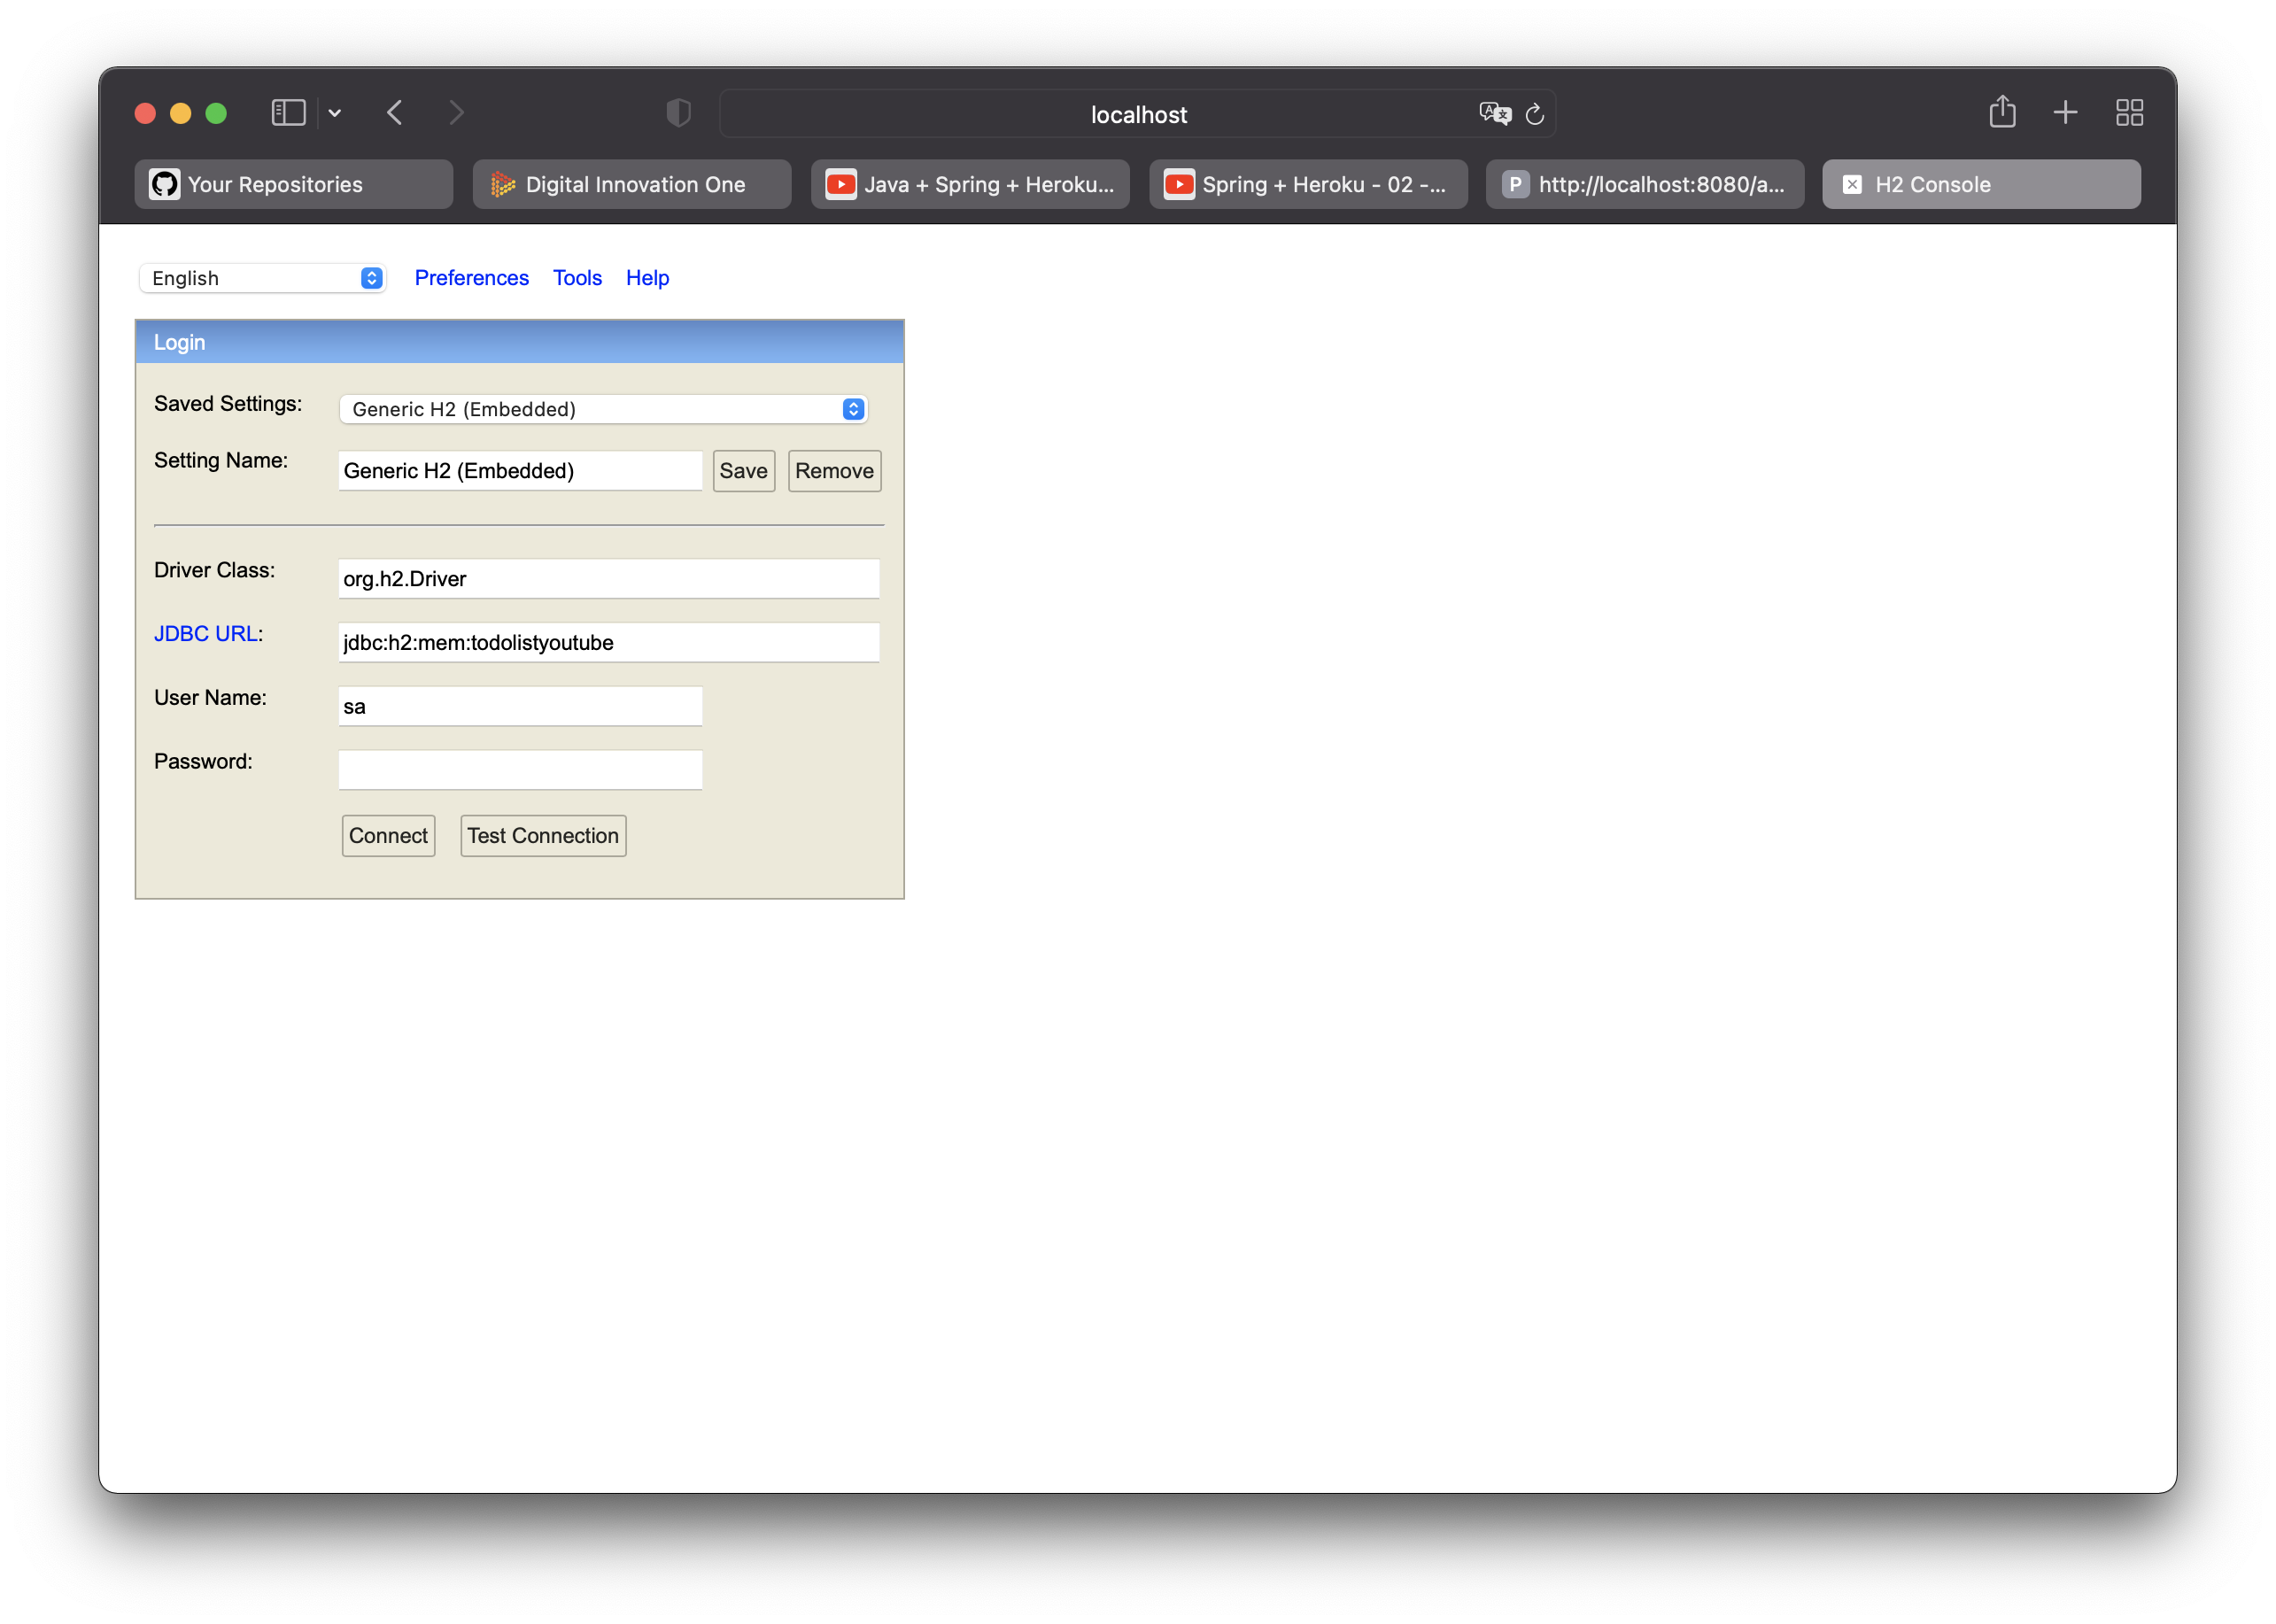 localhost
Your Repositories
Digital Innovation One
Java + Spring + Heroku...
Spring + Heroku - 02 -...
P http://localhost:8080/a...
H2 Console
English Preferences Tools Help
Login
Saved Settings: Generic H2 (Embedded)
Setting Name: Generic H2 (Embedded) Save Remove
Driver Class: org.h2.Driver
JDBC URL: jdbc:h2:mem:todolistyoutube
User Name: sa
Password:
Connect Test Connection